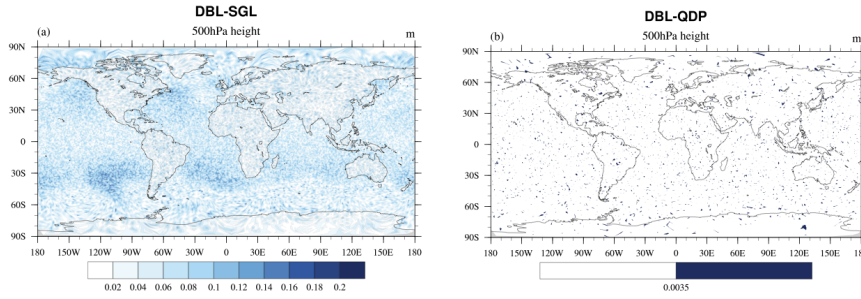 DBL-SGL
(a) 500hPa height m
90N
60N
30N
0
30S
60S
90S
180 150W 120W 90W 60W 30W 0 30E 60E 90E 120E 150E 180
0.02 0.04 0.06 0.08 0.1 0.12 0.14 0.16 0.18 0.2
DBL-QDP
(b) 500hPa height m
90N
60N
30N
0
30S
60S
90S
180 150W 120W 90W 60W 30W 0 30E 60E 90E 120E 150E 18
0.0035